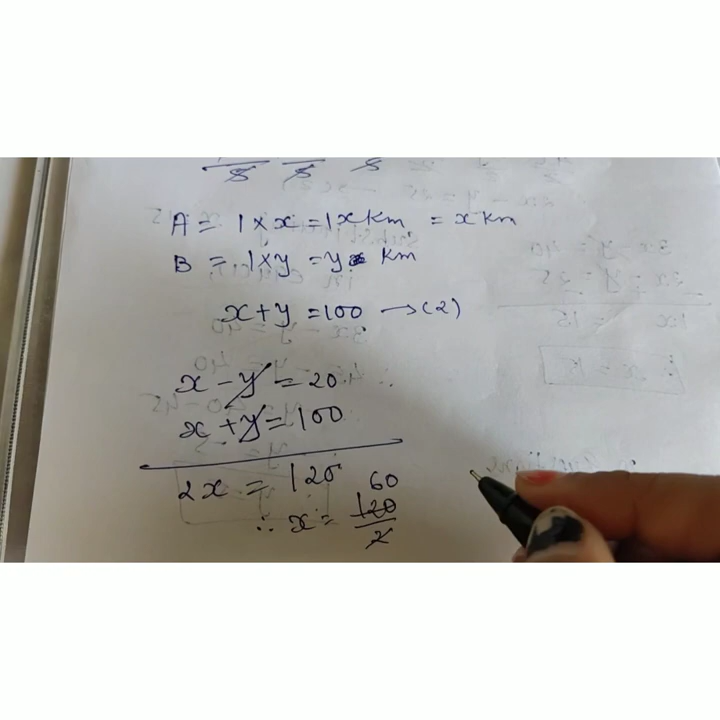 A = 1 × x = 1x km = x km
B = 1 × y = y km
x + y = 100 → (2)
x - y = 20
x + y = 100
2x = 120
60
∴ x = 120
2